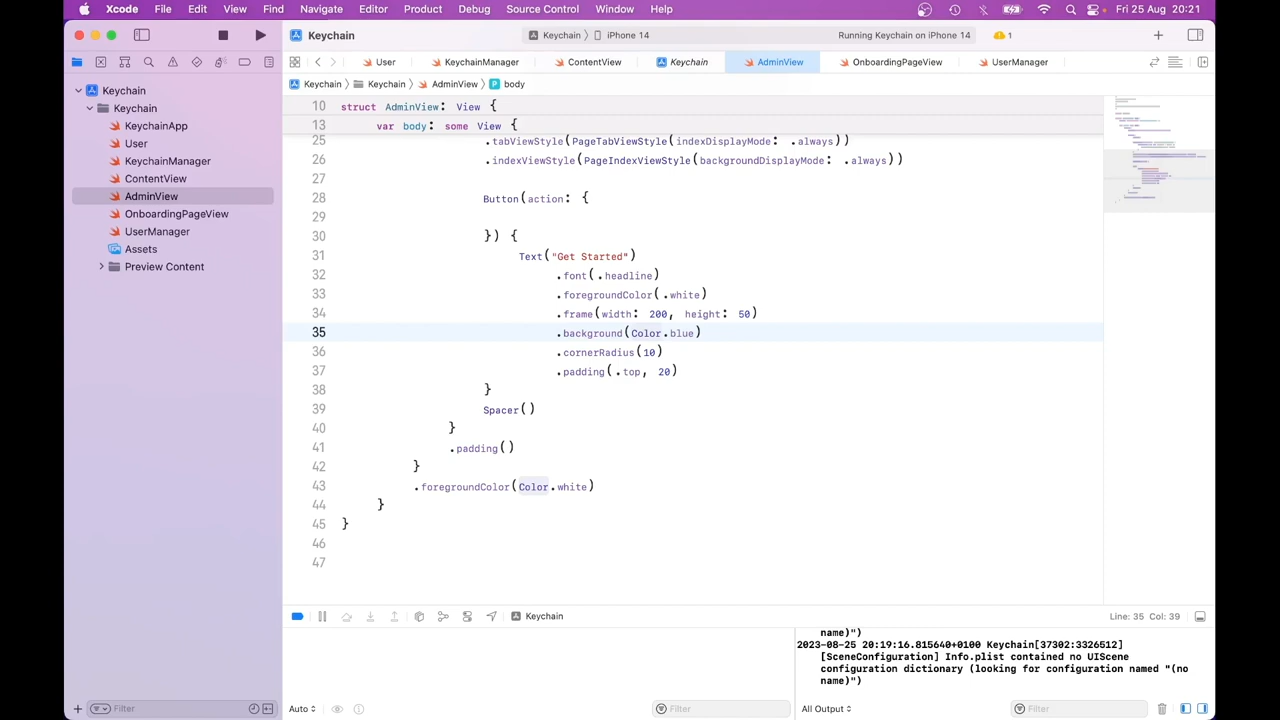 Xcode File Edit View Find Navigate Editor Product Debug Source Control Window Help Fri 25 Aug 20:21
Keychain Keychain iPhone 14 Running Keychain on iPhone 14 1
User KeychainManager ContentView Keychain AdminView OnboardingPageView UserManager
Keychain Keychain AdminView body
Keychain
Keychain
KeychainApp
User
KeychainManager
ContentView
AdminView
OnboardingPageView
UserManager
Assets
Preview Content
10 struct AdminView: View {
13 var body: some View {
25 .tabViewStyle(PageTabViewStyle(indexDisplayMode: .always))
26 .indexViewStyle(PageIndexViewStyle(backgroundDisplayMode: .always))
27
28 Button(action: {
29
30 }) {
31 Text("Get Started")
32 .font(.headline)
33 .foregroundColor(.white)
34 .frame(width: 200, height: 50)
35 .background(Color.blue)
36 .cornerRadius(10)
37 .padding(.top, 20)
38 }
39 Spacer()
40 }
41 .padding()
42 }
43 .foregroundColor(Color.white)
44 }
45 }
46
47
Keychain Line: 35 Col: 39
name)")
2023-08-25 20:19:16.815640+0100 Keychain[37302:3326512]
[SceneConfiguration] Info.plist contained no UIScene
configuration dictionary (looking for configuration named "(no
name)")
Filter Auto Filter All Output Filter